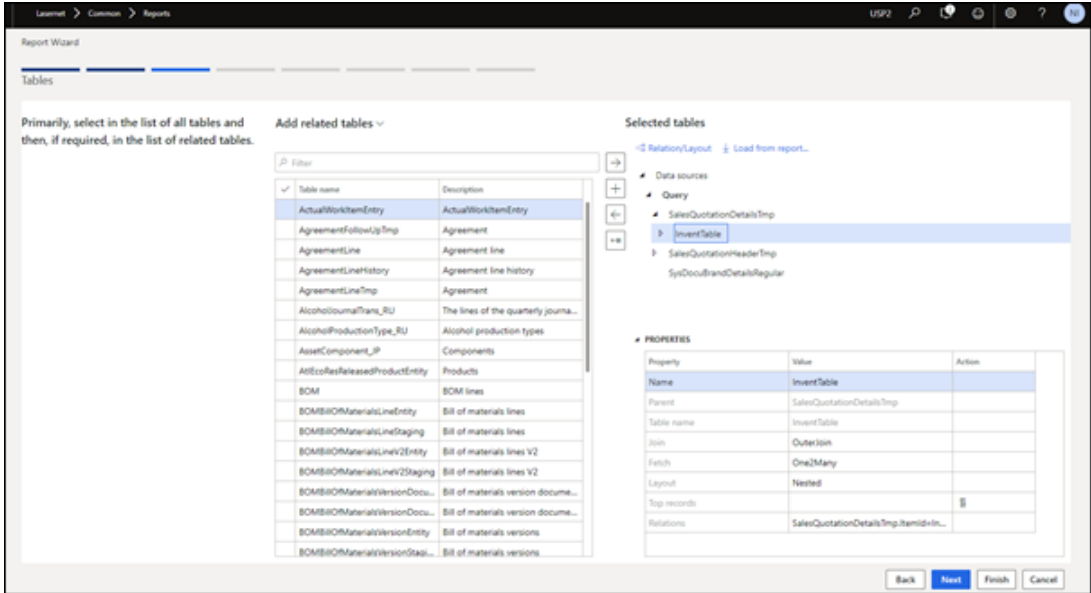 Lasernet > Common > Reports
USP2
? NI
Report Wizard
Tables
Primarily, select in the list of all tables and
then, if required, in the list of related tables.
Add related tables
Filter
Table name Description
ActualWorkItemEntry ActualWorkItemEntry
AgreementFollowUpTmp Agreement
AgreementLine Agreement line
AgreementLineHistory Agreement line history
AgreementLineTmp Agreement
AlcoholJournalTrans_RU The lines of the quarterly journa...
AlcoholProductionType_RU Alcohol production types
AssetComponent_JP Components
AtlEcoResReleasedProductEntity Products
BOM BOM lines
BOMBillOfMaterialsLineEntity Bill of materials lines
BOMBillOfMaterialsLineStaging Bill of materials lines
BOMBillOfMaterialsLineV2Entity Bill of materials lines V2
BOMBillOfMaterialsLineV2Staging Bill of materials lines V2
BOMBillOfMaterialsVersionDocu... Bill of materials version docume...
BOMBillOfMaterialsVersionDocu... Bill of materials version docume...
BOMBillOfMaterialsVersionEntity Bill of materials versions
BOMBillOfMaterialsVersionStagi... Bill of materials versions
Selected tables
Relation/Layout Load from report...
Data sources
Query
SalesQuotationDetailsTmp
InventTable
SalesQuotationHeaderTmp
SysDocuBrandDetailsRegular
PROPERTIES
Property Value Action
Name InventTable
Parent SalesQuotationDetailsTmp
Table name InventTable
Join OuterJoin
Fetch One2Many
Layout Nested
Top records
Relations SalesQuotationDetailsTmp.ItemId=In...
Back Next Finish Cancel